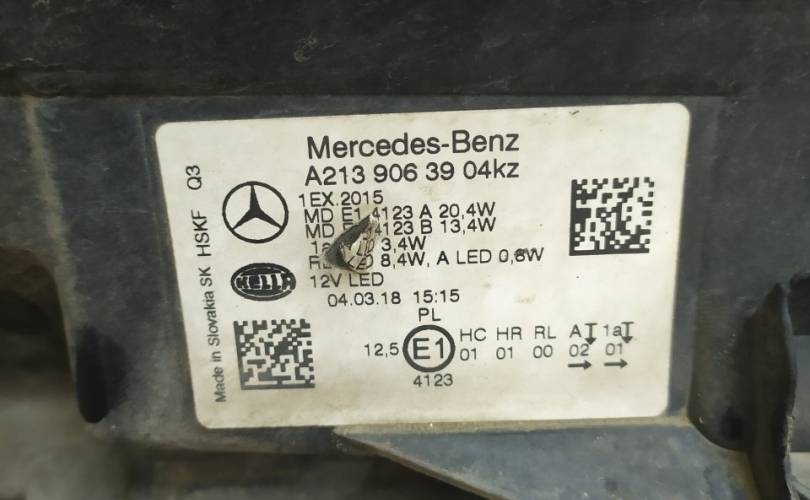 Mercedes-Benz
A213 906 39 04kz
1EX.2015
MD E1 4123 A 20,4W
MD 4123 B 13,4W
3,4W
8,4W, A LED 0,6W
12V LED
04.03.18 15:15
PL
HC HR RL A 1a
12,5 E1 01 01 00 02 01
4123
HELLA
Made in Slovakia SK HSKF Q3